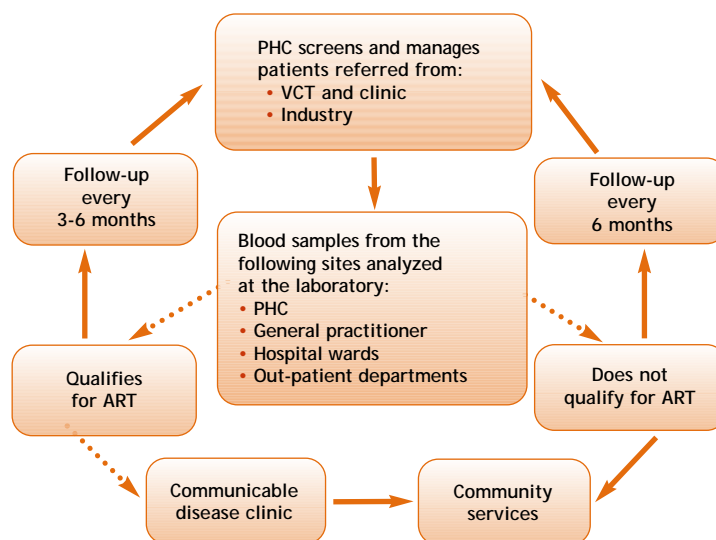 PHC screens and manages
patients referred from:
• VCT and clinic
• Industry
Follow-up
every
3-6 months
Follow-up
every
6 months
Blood samples from the
following sites analyzed
at the laboratory:
• PHC
• General practitioner
• Hospital wards
• Out-patient departments
Qualifies
for ART
Does not
qualify for ART
Communicable
disease clinic
Community
services